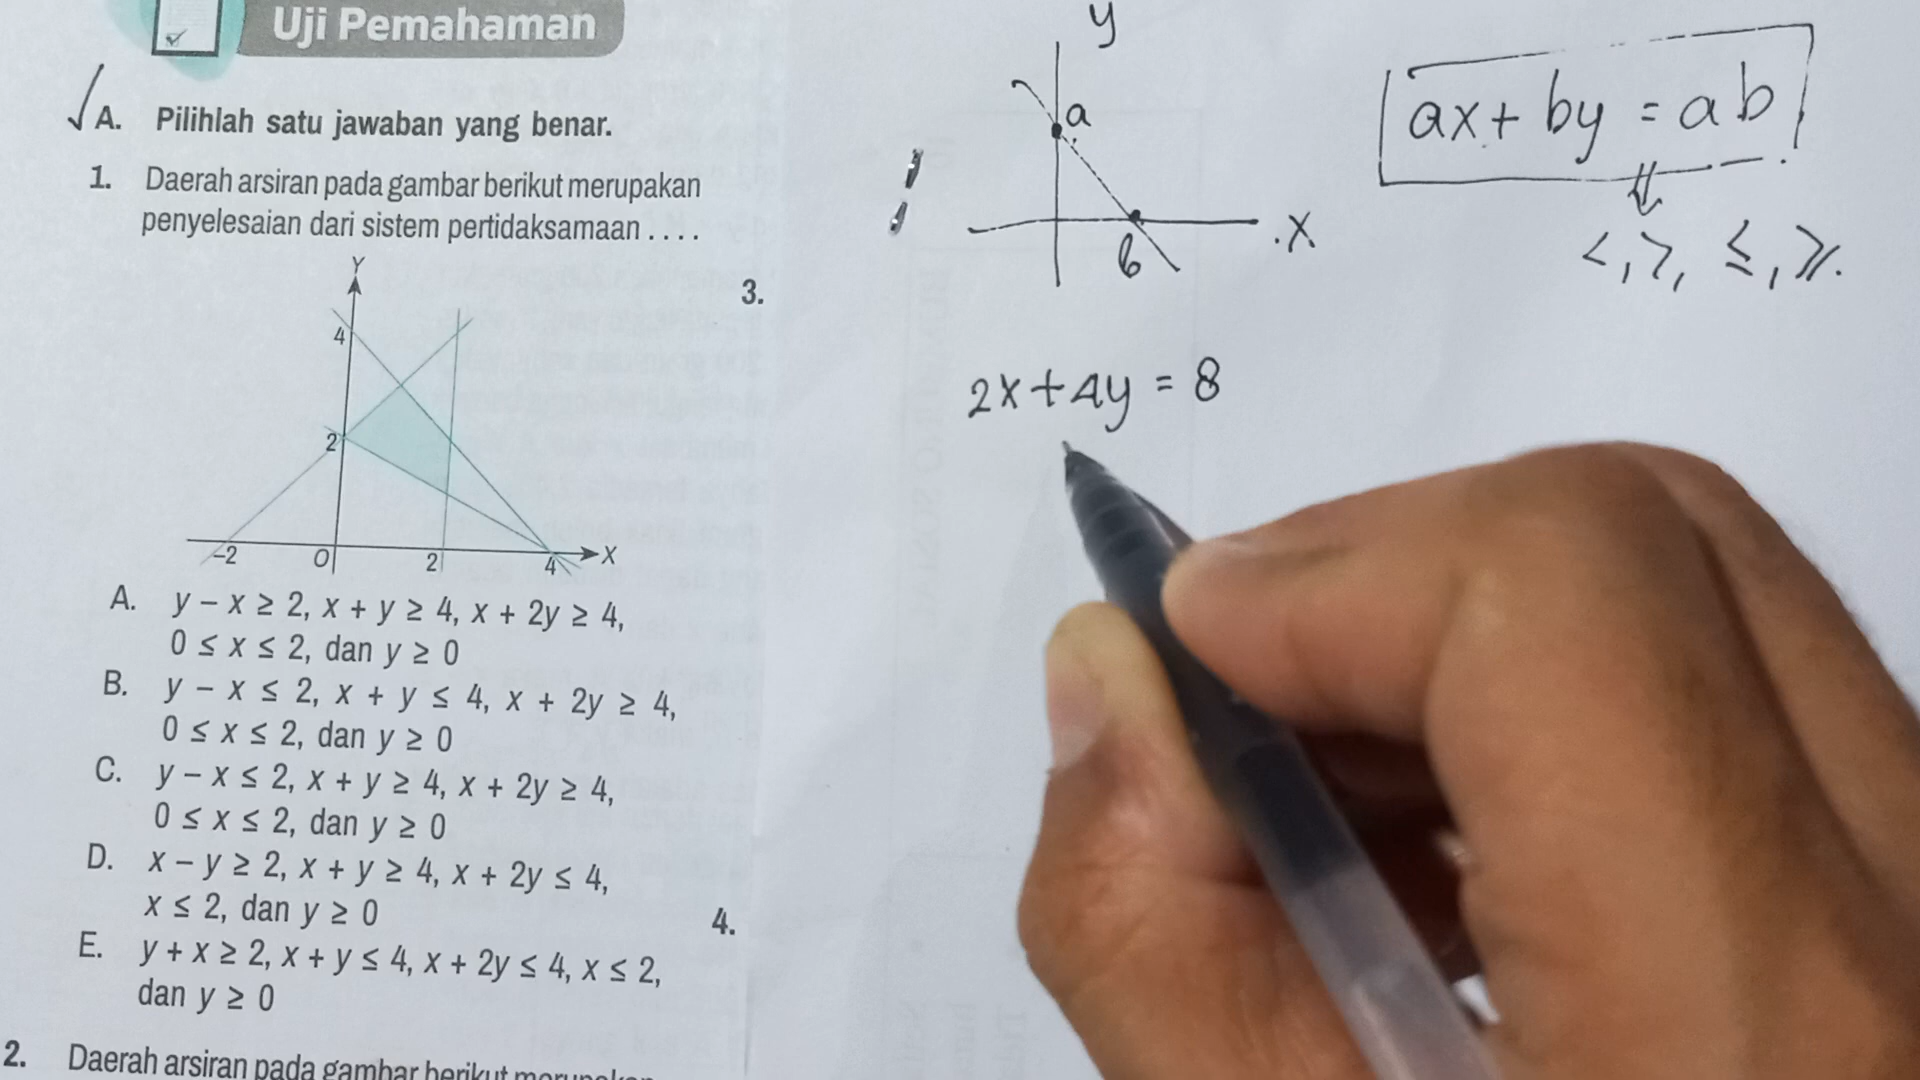 Uji Pemahaman
A. Pilihlah satu jawaban yang benar.
1. Daerah arsiran pada gambar berikut merupakan
penyelesaian dari sistem pertidaksamaan . . . .
Y
4
2
-2 O 2 4 X
A. y – x ≥ 2, x + y ≥ 4, x + 2y ≥ 4,
0 ≤ x ≤ 2, dan y ≥ 0
B. y – x ≤ 2, x + y ≤ 4, x + 2y ≥ 4,
0 ≤ x ≤ 2, dan y ≥ 0
C. y – x ≤ 2, x + y ≥ 4, x + 2y ≥ 4,
0 ≤ x ≤ 2, dan y ≥ 0
D. x – y ≥ 2, x + y ≥ 4, x + 2y ≤ 4,
x ≤ 2, dan y ≥ 0
E. y + x ≥ 2, x + y ≤ 4, x + 2y ≤ 4, x ≤ 2,
dan y ≥ 0
2. Daerah arsiran pada gambar berikut
3.
4.
y
a
b
x
ax + by = ab
<, >, ≤, ≥.
2x + 4y = 8